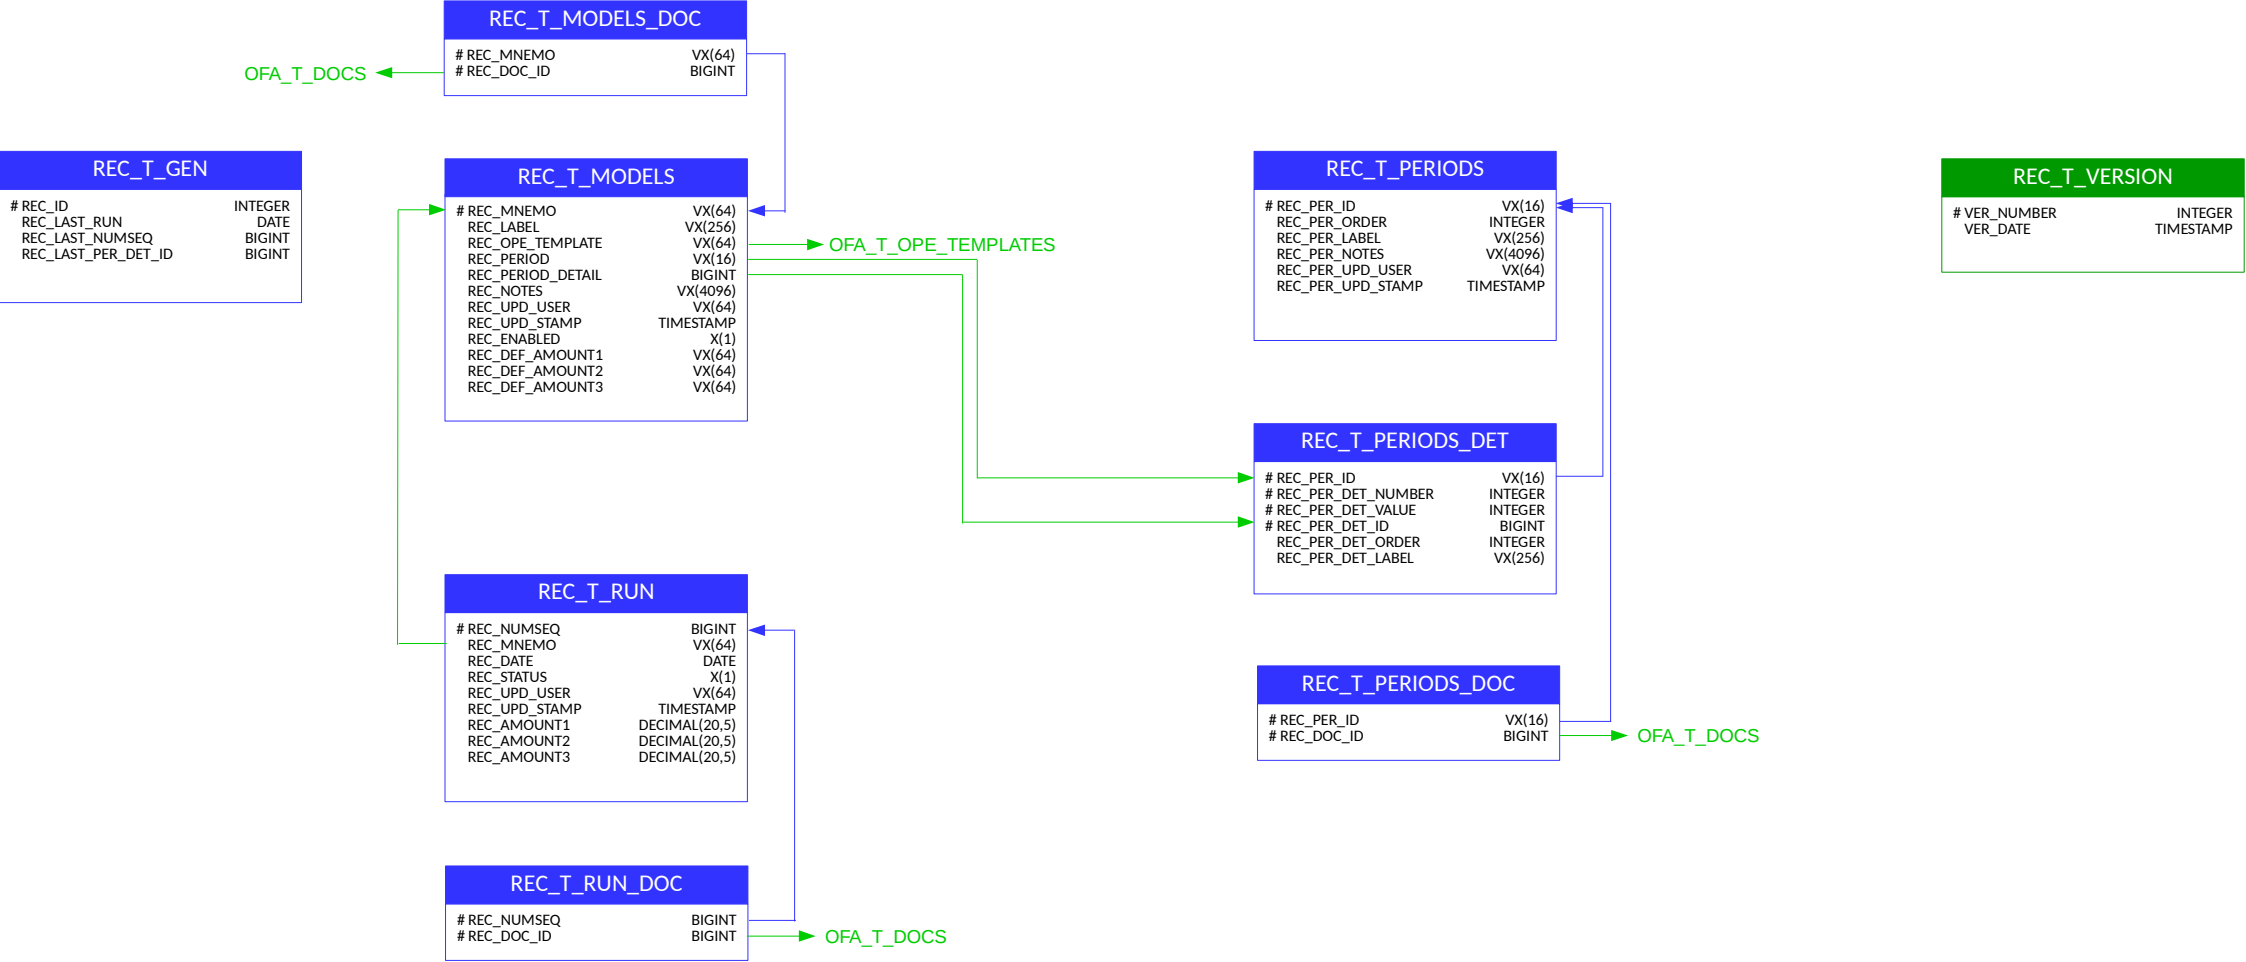 REC_T_MODELS_DOC
# REC_MNEMO VX(64)
# REC_DOC_ID BIGINT
OFA_T_DOCS
REC_T_GEN
# REC_ID INTEGER
REC_LAST_RUN DATE
REC_LAST_NUMSEQ BIGINT
REC_LAST_PER_DET_ID BIGINT
REC_T_MODELS
# REC_MNEMO VX(64)
REC_LABEL VX(256)
REC_OPE_TEMPLATE VX(64)
REC_PERIOD VX(16)
REC_PERIOD_DETAIL BIGINT
REC_NOTES VX(4096)
REC_UPD_USER VX(64)
REC_UPD_STAMP TIMESTAMP
REC_ENABLED X(1)
REC_DEF_AMOUNT1 VX(64)
REC_DEF_AMOUNT2 VX(64)
REC_DEF_AMOUNT3 VX(64)
OFA_T_OPE_TEMPLATES
REC_T_PERIODS
# REC_PER_ID VX(16)
REC_PER_ORDER INTEGER
REC_PER_LABEL VX(256)
REC_PER_NOTES VX(4096)
REC_PER_UPD_USER VX(64)
REC_PER_UPD_STAMP TIMESTAMP
REC_T_VERSION
# VER_NUMBER INTEGER
VER_DATE TIMESTAMP
REC_T_PERIODS_DET
# REC_PER_ID VX(16)
# REC_PER_DET_NUMBER INTEGER
# REC_PER_DET_VALUE INTEGER
# REC_PER_DET_ID BIGINT
REC_PER_DET_ORDER INTEGER
REC_PER_DET_LABEL VX(256)
REC_T_RUN
# REC_NUMSEQ BIGINT
REC_MNEMO VX(64)
REC_DATE DATE
REC_STATUS X(1)
REC_UPD_USER VX(64)
REC_UPD_STAMP TIMESTAMP
REC_AMOUNT1 DECIMAL(20,5)
REC_AMOUNT2 DECIMAL(20,5)
REC_AMOUNT3 DECIMAL(20,5)
REC_T_PERIODS_DOC
# REC_PER_ID VX(16)
# REC_DOC_ID BIGINT
OFA_T_DOCS
REC_T_RUN_DOC
# REC_NUMSEQ BIGINT
# REC_DOC_ID BIGINT
OFA_T_DOCS